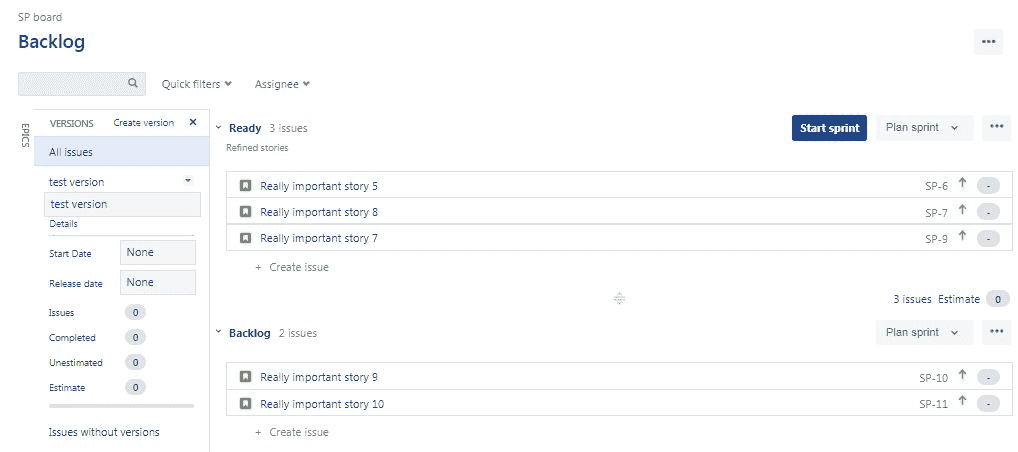 SP board
Backlog
Quick filters Assignee
EPICS
VERSIONS Create version
All issues
test version
test version
Details
Start Date None
Release date None
Issues 0
Completed 0
Unestimated 0
Estimate 0
Issues without versions
Ready 3 issues
Start sprint Plan sprint
Refined stories
Really important story 5 SP-6 -
Really important story 8 SP-7 -
Really important story 7 SP-9 -
+ Create issue
3 issues Estimate 0
Backlog 2 issues
Plan sprint
Really important story 9 SP-10 -
Really important story 10 SP-11 -
+ Create issue